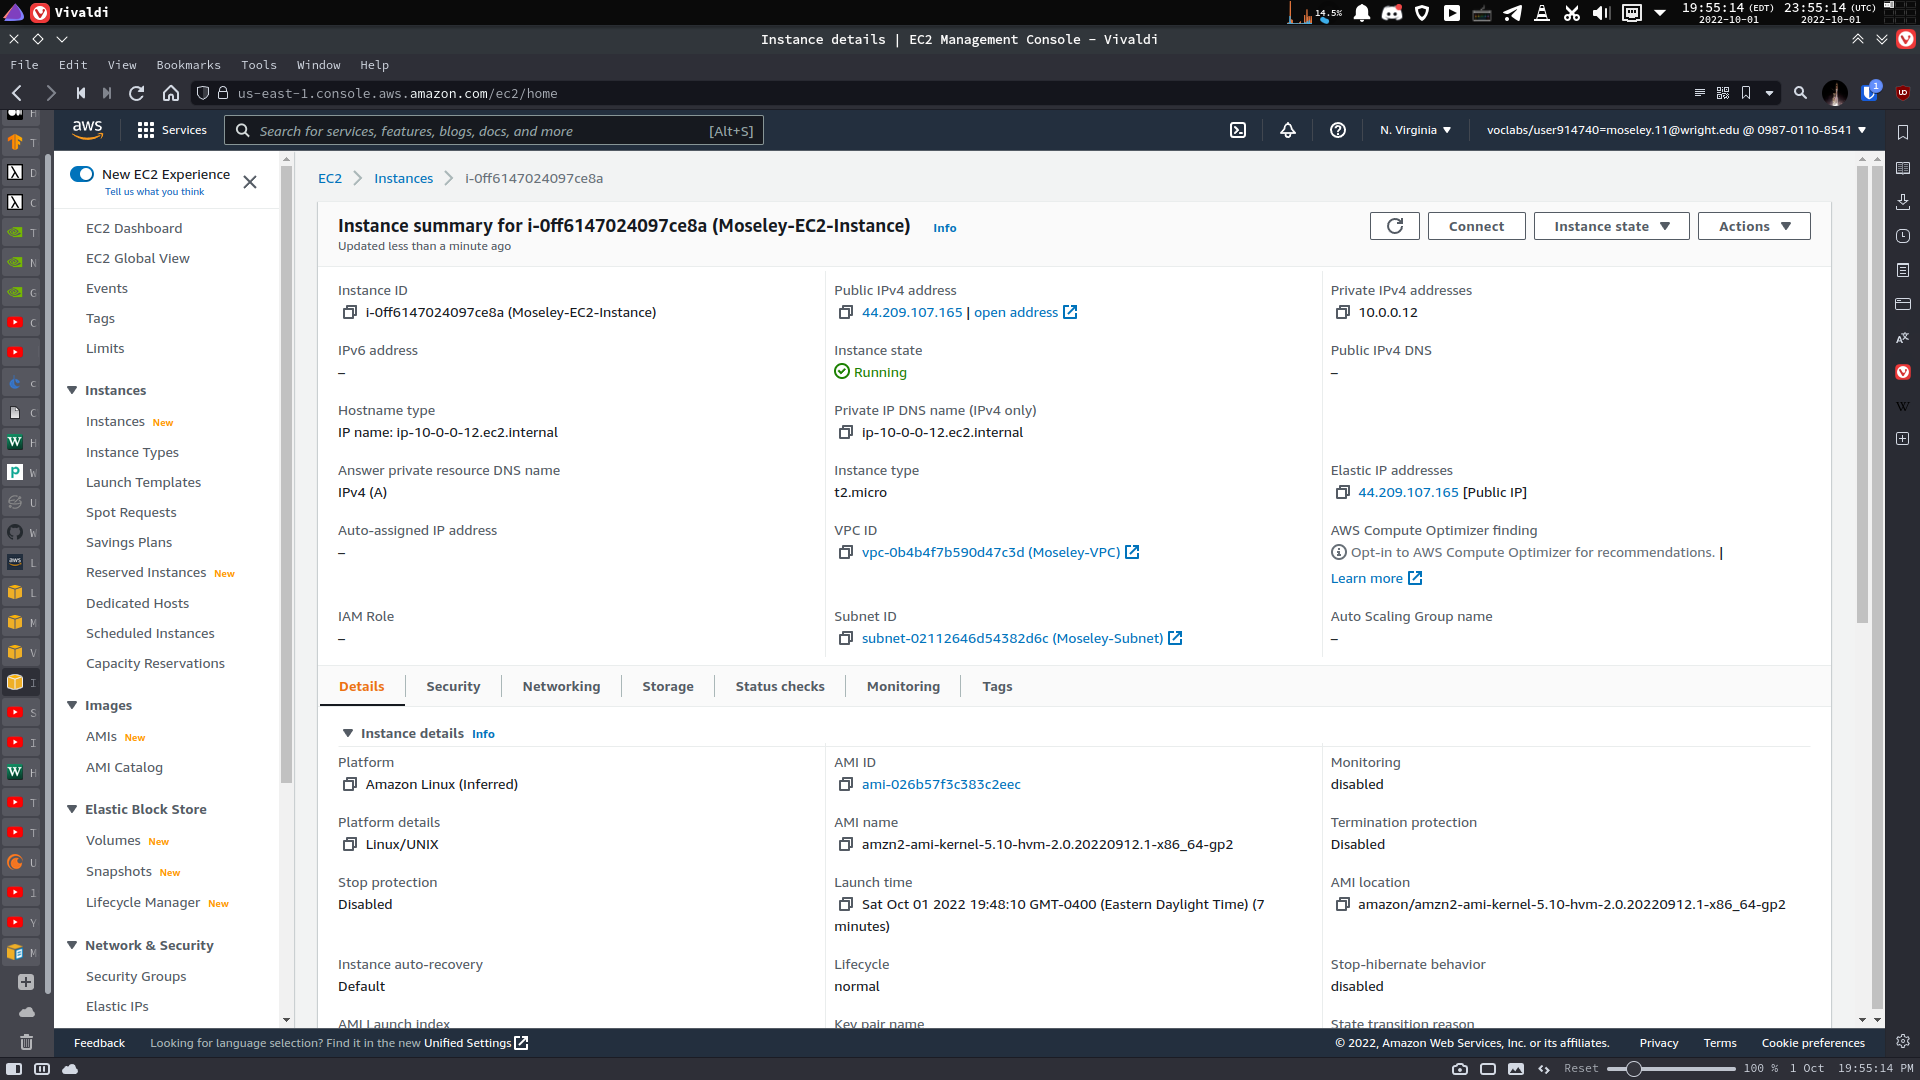 Vivaldi
14.5%
19:55:14 (EDT)
2022-10-01
23:55:14 (UTC)
2022-10-01
Instance details | EC2 Management Console - Vivaldi
File Edit View Bookmarks Tools Window Help
us-east-1.console.aws.amazon.com/ec2/home
1
aws
Services
Search for services, features, blogs, docs, and more [Alt+S]
N. Virginia
voclabs/user914740=moseley.11@wright.edu @ 0987-0110-8541
New EC2 Experience
Tell us what you think
EC2 Dashboard
EC2 Global View
Events
Tags
Limits
Instances
Instances New
Instance Types
Launch Templates
Spot Requests
Savings Plans
Reserved Instances New
Dedicated Hosts
Scheduled Instances
Capacity Reservations
Images
AMIs New
AMI Catalog
Elastic Block Store
Volumes New
Snapshots New
Lifecycle Manager New
Network & Security
Security Groups
Elastic IPs
EC2 Instances i-0ff6147024097ce8a
Instance summary for i-0ff6147024097ce8a (Moseley-EC2-Instance) Info
Updated less than a minute ago
Connect
Instance state
Actions
Instance ID
i-0ff6147024097ce8a (Moseley-EC2-Instance)
Public IPv4 address
44.209.107.165 | open address
Private IPv4 addresses
10.0.0.12
IPv6 address
–
Instance state
Running
Public IPv4 DNS
–
Hostname type
IP name: ip-10-0-0-12.ec2.internal
Private IP DNS name (IPv4 only)
ip-10-0-0-12.ec2.internal
Answer private resource DNS name
IPv4 (A)
Instance type
t2.micro
Elastic IP addresses
44.209.107.165 [Public IP]
Auto-assigned IP address
–
VPC ID
vpc-0b4b4f7b590d47c3d (Moseley-VPC)
AWS Compute Optimizer finding
Opt-in to AWS Compute Optimizer for recommendations. |
Learn more
IAM Role
–
Subnet ID
subnet-02112646d54382d6c (Moseley-Subnet)
Auto Scaling Group name
–
Details Security Networking Storage Status checks Monitoring Tags
Instance details Info
Platform
Amazon Linux (Inferred)
AMI ID
ami-026b57f3c383c2eec
Monitoring
disabled
Platform details
Linux/UNIX
AMI name
amzn2-ami-kernel-5.10-hvm-2.0.20220912.1-x86_64-gp2
Termination protection
Disabled
Stop protection
Disabled
Launch time
Sat Oct 01 2022 19:48:10 GMT-0400 (Eastern Daylight Time) (7
minutes)
AMI location
amazon/amzn2-ami-kernel-5.10-hvm-2.0.20220912.1-x86_64-gp2
Instance auto-recovery
Default
Lifecycle
normal
Stop-hibernate behavior
disabled
AMI Launch index
Key pair name
State transition reason
Feedback
Looking for language selection? Find it in the new Unified Settings
© 2022, Amazon Web Services, Inc. or its affiliates.
Privacy
Terms
Cookie preferences
Reset
100 %
1 Oct
19:55:14 PM